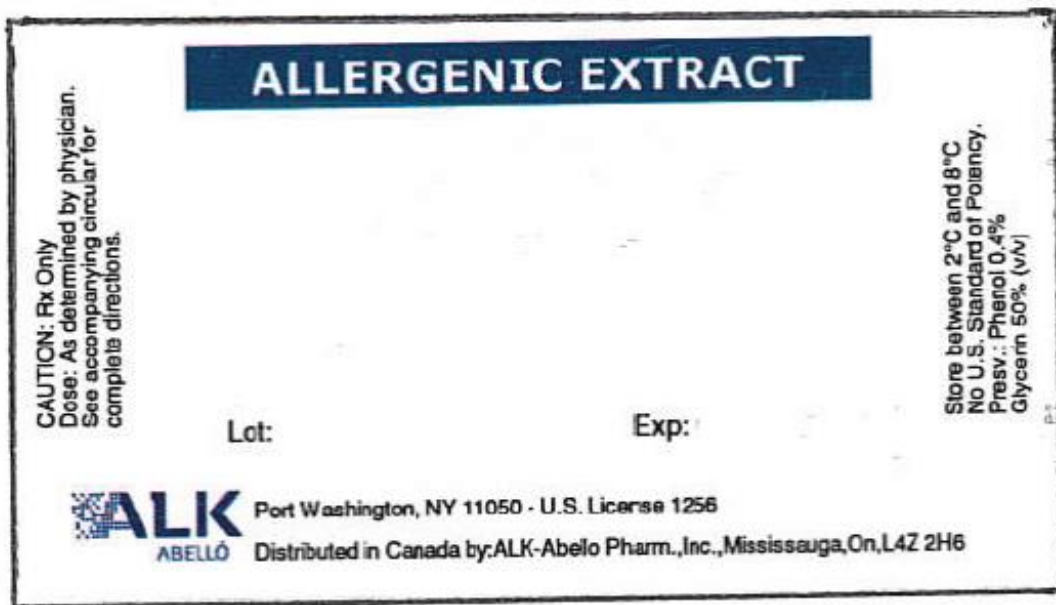 ALLERGENIC EXTRACT
CAUTION: Rx Only
Dose: As determined by physician.
See accompanying circular for
complete directions.
Store between 2°C and 8°C
No U.S. Standard of Potency.
Presv.: Phenol 0.4%
Glycerin 50% (v/v)
Lot:
Exp:
ALK
ABELLÓ
Port Washington, NY 11050 - U.S. License 1256
Distributed in Canada by:ALK-Abello Pharm.,Inc.,Mississauga,On,L4Z 2H6